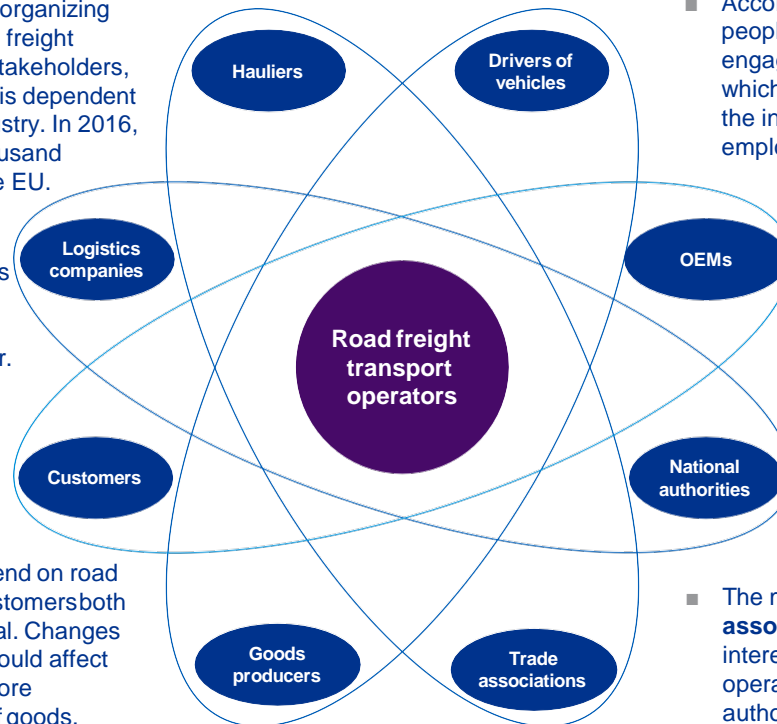 organizing
freight
takeholders,
is dependent
stry. In 2016,
usand
e EU.
s
r.
end on road
stomersboth
al. Changes
ould affect
ore
f goods.
Hauliers
Drivers of
vehicles
Logistics
companies
OEMs
Road freight
transport
operators
Customers
National
authorities
Goods
producers
Trade
associations
Accor
people
engag
which
the in
emplo
The n
asso
intere
opera
autho